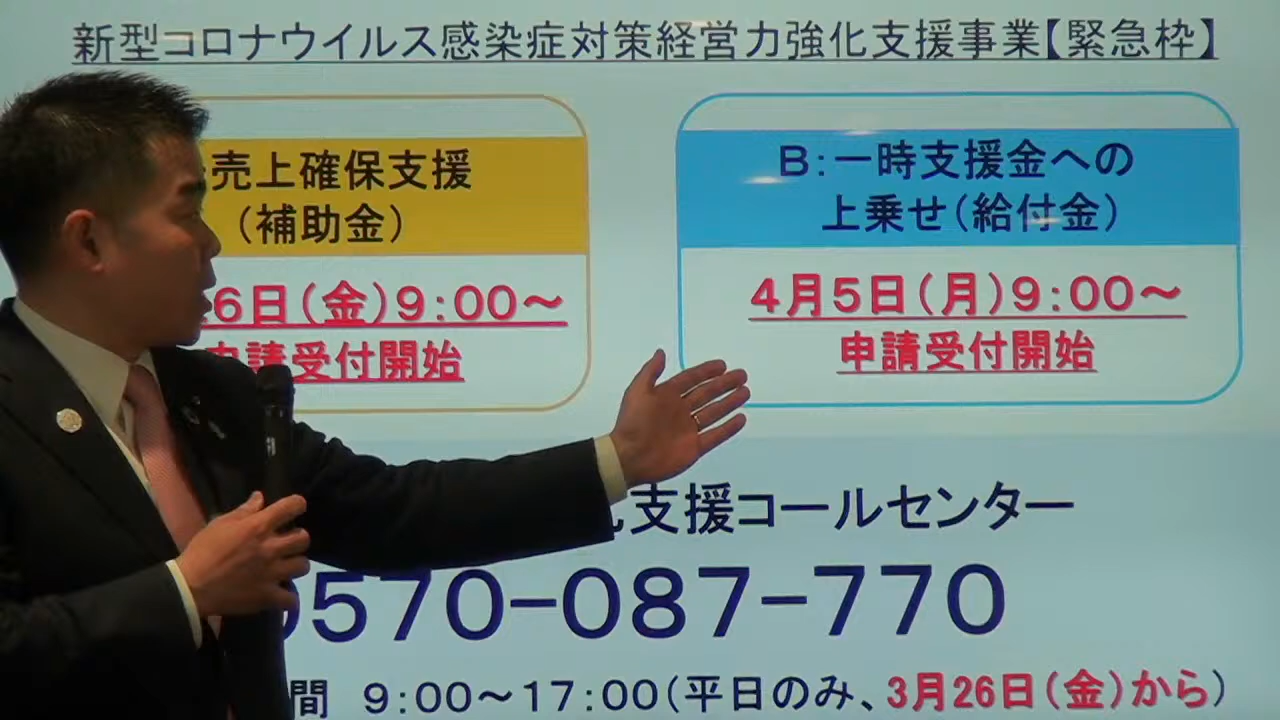 新型コロナウイルス感染症対策経営力強化支援事業【緊急枠】
売上確保支援
（補助金）
6日（金）9：00～
申請受付開始
B：一時支援金への
上乗せ（給付金）
4月5日（月）9：00～
申請受付開始
支援コールセンター
0570-087-770
間 9：00～17：00（平日のみ、3月26日（金）から）